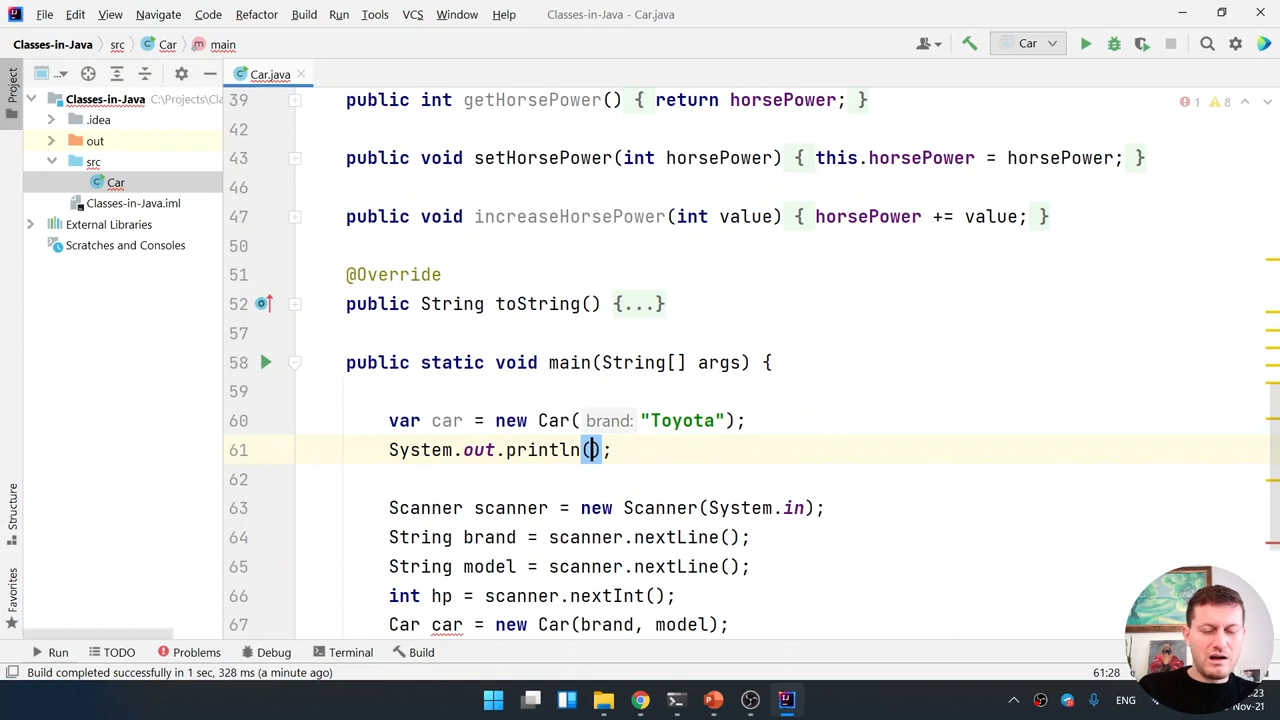 File Edit View Navigate Code Refactor Build Run Tools VCS Window Help Classes-in-Java - Car.java
Classes-in-Java src Car main Car
Project ... Car.java
Classes-in-Java C:\Projects\Cla
.idea
out
src
Car
Classes-in-Java.iml
External Libraries
Scratches and Consoles
Structure
Favorites
1 8
39 public int getHorsePower() { return horsePower; }
42
43 public void setHorsePower(int horsePower) { this.horsePower = horsePower; }
46
47 public void increaseHorsePower(int value) { horsePower += value; }
50
51 @Override
52 public String toString() {...}
57
58 public static void main(String[] args) {
59
60 var car = new Car( brand: "Toyota");
61 System.out.println();
62
63 Scanner scanner = new Scanner(System.in);
64 String brand = scanner.nextLine();
65 String model = scanner.nextLine();
66 int hp = scanner.nextInt();
67 Car car = new Car(brand, model);
Run TODO Problems Debug Terminal Build
Build completed successfully in 1 sec, 328 ms (a minute ago) 61:28
ENG :23
Nov-21